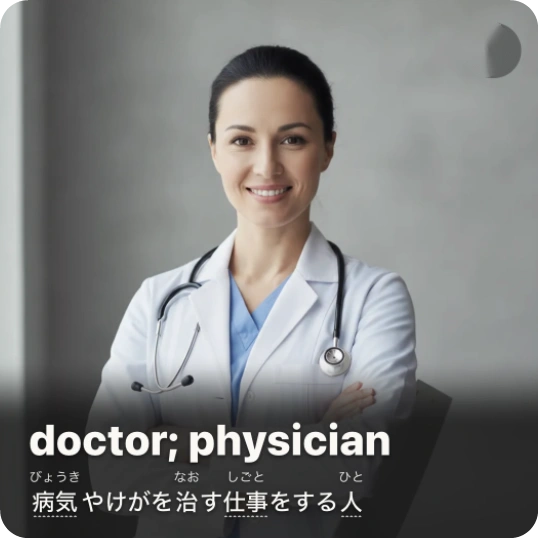 doctor; physician
びょうき なお しごと ひと
病気やけがを治す仕事をする人